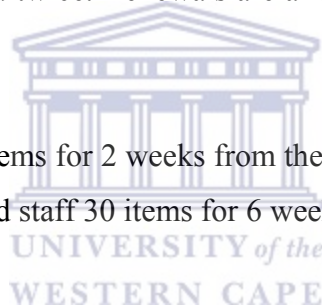 ems for 2 weeks from the
d staff 30 items for 6 wee
UNIVERSITY of the
WESTERN CAPE